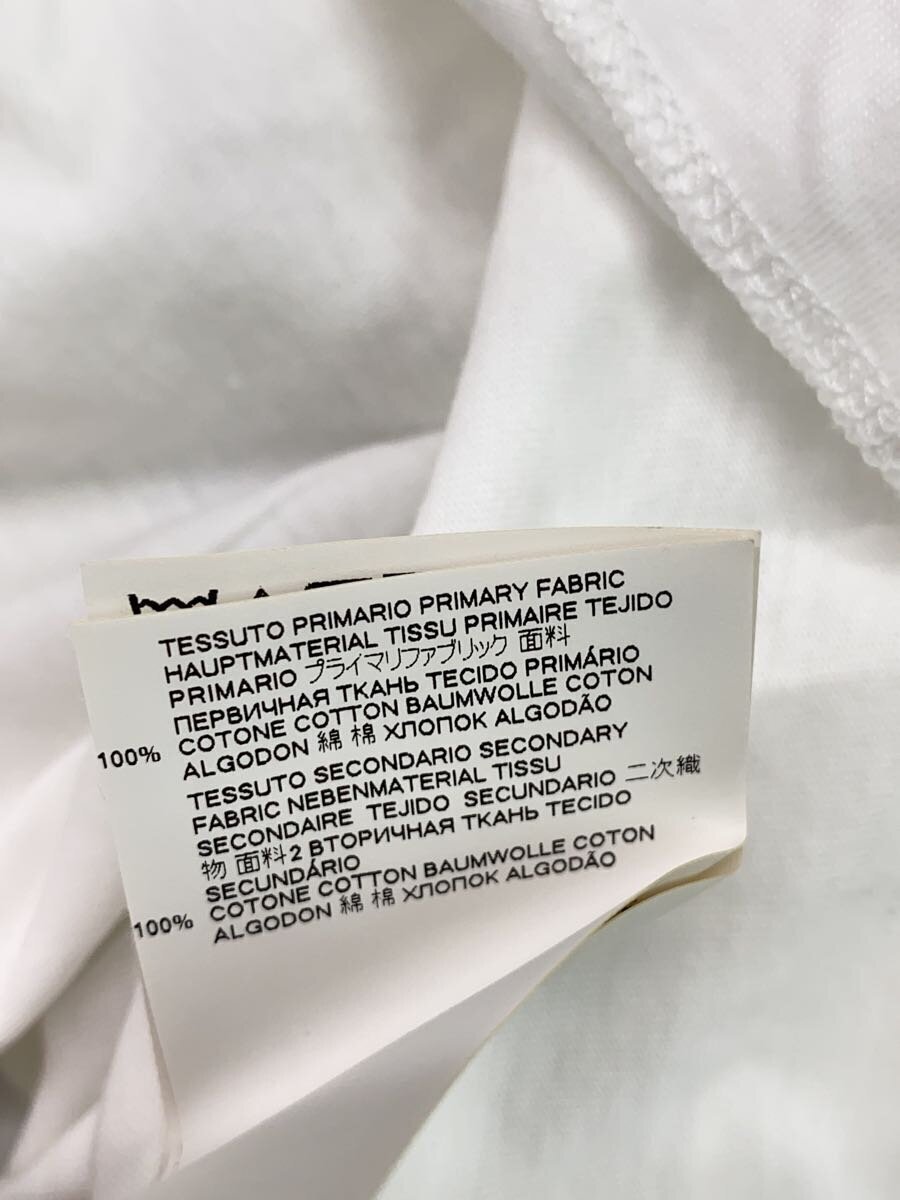 TESSUTO PRIMARIO PRIMARY FABRIC
HAUPTMATERIAL TISSU PRIMAIRE TEJIDO
PRIMARIO プライマリファブリック 面料
ПЕРВИЧНАЯ ТКАНЬ TECIDO PRIMÁRIO
100% COTONE COTTON BAUMWOLLE COTON
ALGODON 綿 棉 ХЛОПОК ALGODÃO
TESSUTO SECONDARIO SECONDARY
FABRIC NEBENMATERIAL TISSU
SECONDAIRE TEJIDO SECUNDARIO 二次織
物 面料2 ВТОРИЧНАЯ ТКАНЬ TECIDO
SECUNDÁRIO
100% COTONE COTTON BAUMWOLLE COTON
ALGODON 綿 棉 ХЛОПОК ALGODÃO